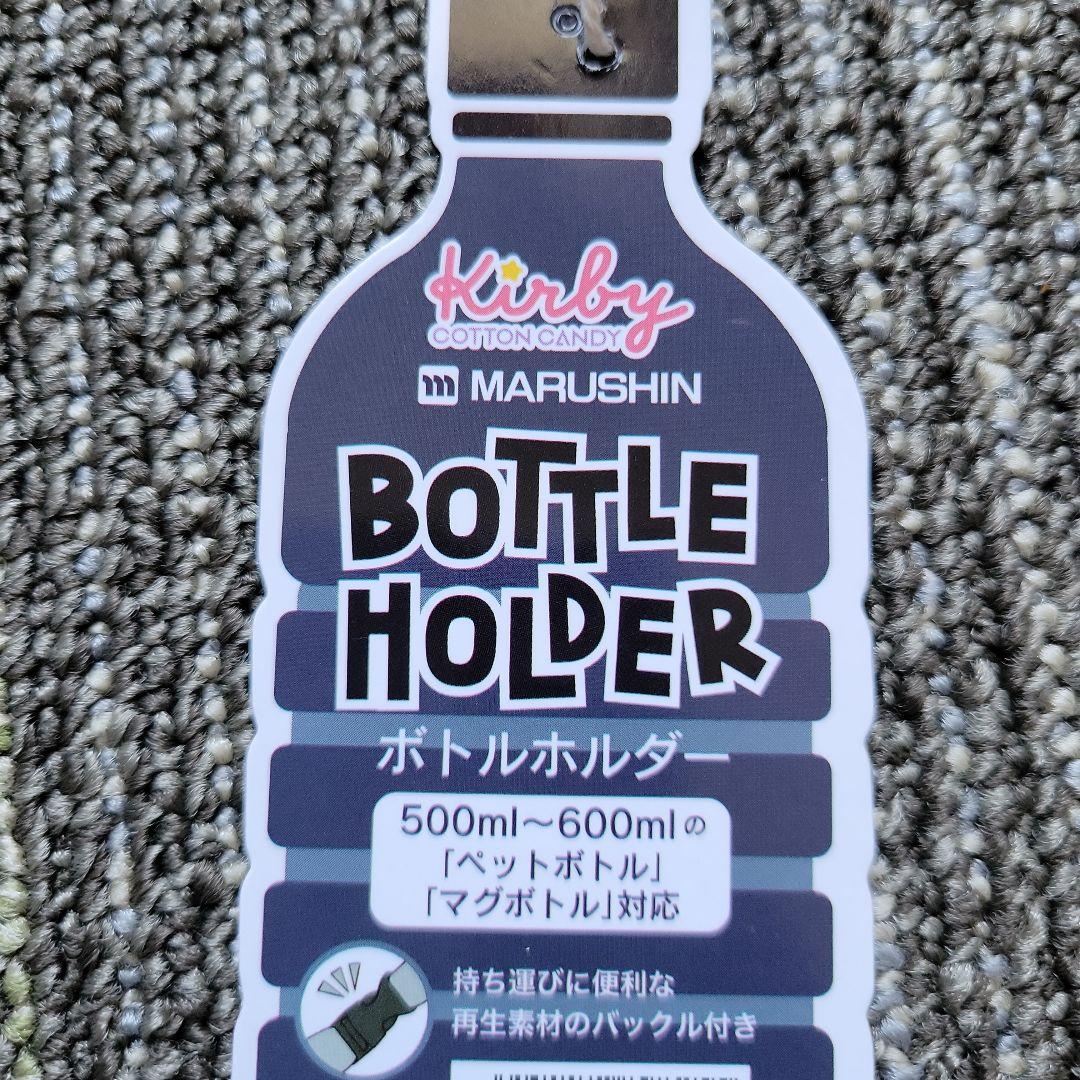 Kirby
COTTON CANDY
m MARUSHIN
BOTTLE
HOLDER
ボトルホルダー
500ml～600mlの
「ペットボトル」
「マグボトル」対応
持ち運びに便利な
再生素材のバックル付き